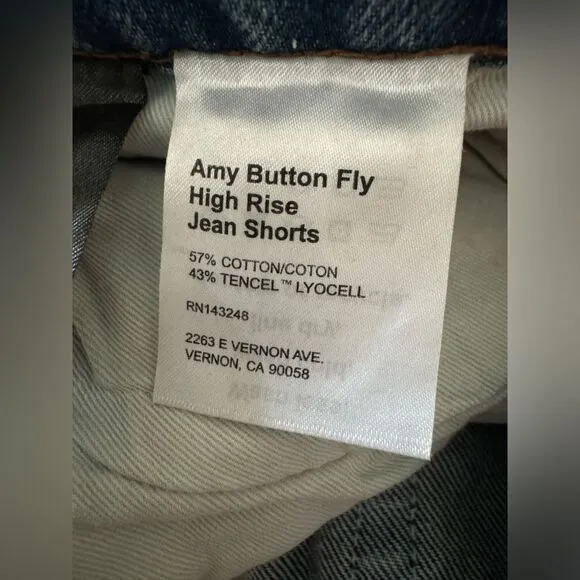 Amy Button Fly
High Rise
Jean Shorts
57% COTTON/COTON
43% TENCEL™ LYOCELL
RN143248
2263 E VERNON AVE.
VERNON, CA 90058